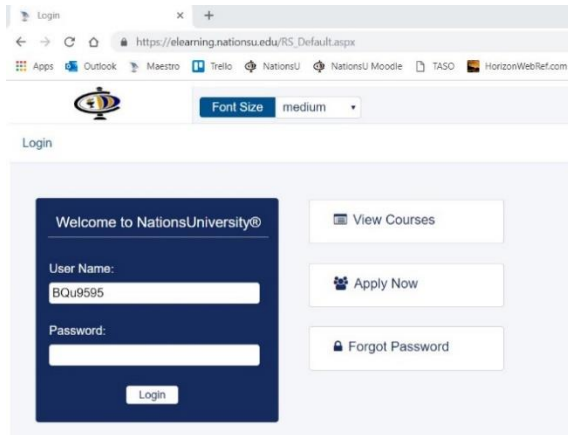 Login
https://elearning.nationsu.edu/RS_Default.aspx
Apps Outlook Maestro Trello NationsU NationsU Moodle TASO HorizonWebRef.com
Font Size medium
Login
Welcome to NationsUniversity®
User Name:
BQu9595
Password:
Login
View Courses
Apply Now
Forgot Password